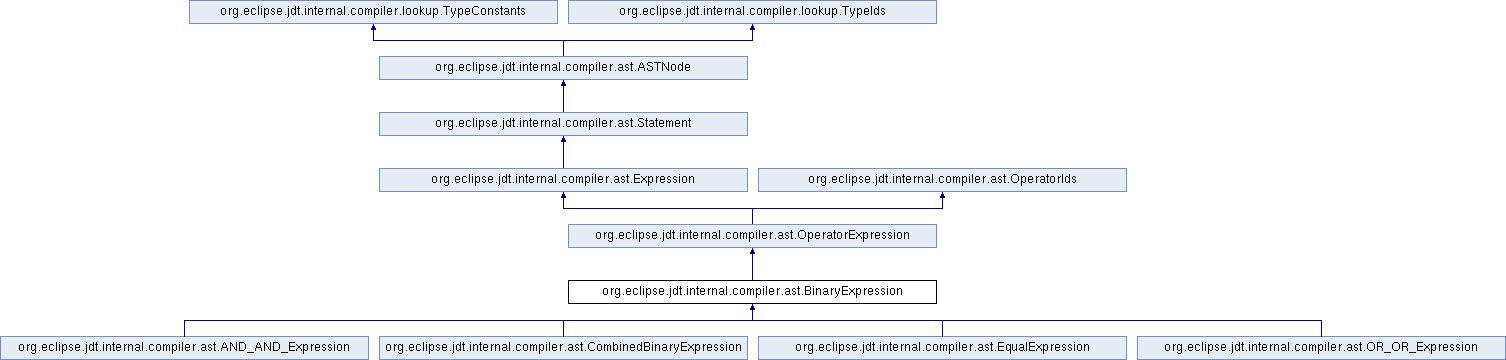 org.eclipse.jdt.internal.compiler.lookup.TypeConstants
org.eclipse.jdt.internal.compiler.lookup.TypeIds
org.eclipse.jdt.internal.compiler.ast.ASTNode
org.eclipse.jdt.internal.compiler.ast.Statement
org.eclipse.jdt.internal.compiler.ast.Expression
org.eclipse.jdt.internal.compiler.ast.OperatorIds
org.eclipse.jdt.internal.compiler.ast.OperatorExpression
org.eclipse.jdt.internal.compiler.ast.BinaryExpression
org.eclipse.jdt.internal.compiler.ast.AND_AND_Expression
org.eclipse.jdt.internal.compiler.ast.CombinedBinaryExpression
org.eclipse.jdt.internal.compiler.ast.EqualExpression
org.eclipse.jdt.internal.compiler.ast.OR_OR_Expression